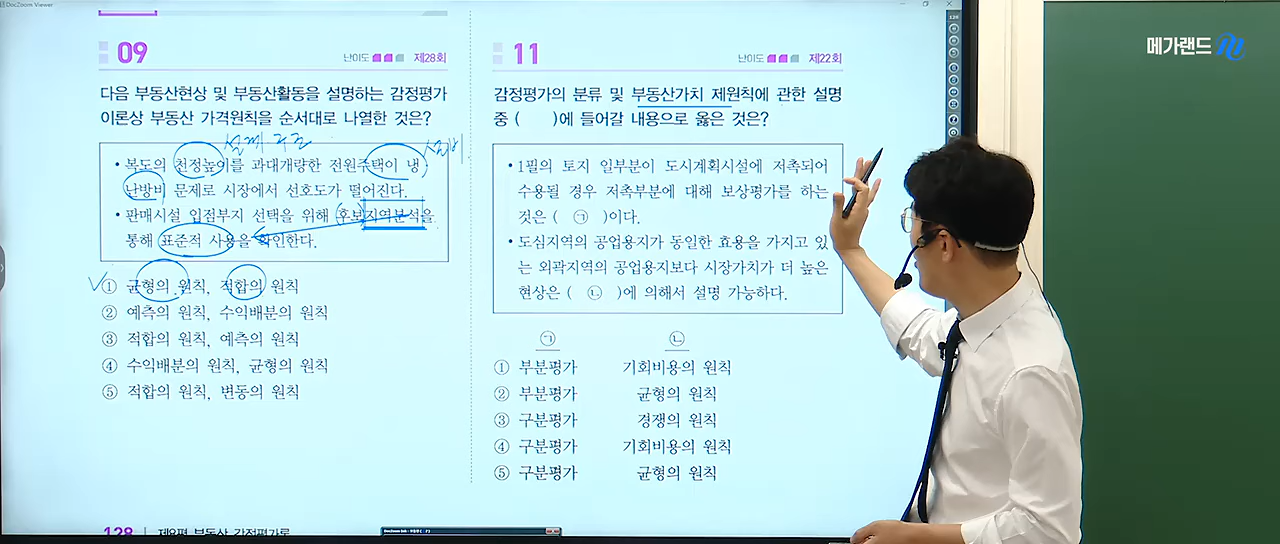 DocZoom Viewer
메가랜드
09
난이도
제28회
다음 부동산현상 및 부동산활동을 설명하는 감정평가
이론상 부동산 가격원칙을 순서대로 나열한 것은?
설계 구조
설비
• 복도의 천정높이를 과대개량한 전원주택이 냉·
난방비 문제로 시장에서 선호도가 떨어진다.
• 판매시설 입점부지 선택을 위해 (후보)지역분석을
통해 표준적 사용을 확인한다.
① 균형의 원칙, 적합의 원칙
② 예측의 원칙, 수익배분의 원칙
③ 적합의 원칙, 예측의 원칙
④ 수익배분의 원칙, 균형의 원칙
⑤ 적합의 원칙, 변동의 원칙
11
난이도
제22회
감정평가의 분류 및 부동산가치 제원칙에 관한 설명
중 ( )에 들어갈 내용으로 옳은 것은?
• 1필의 토지 일부분이 도시계획시설에 저촉되어
수용될 경우 저촉부분에 대해 보상평가를 하는
것은 ( ㉠ )이다.
• 도심지역의 공업용지가 동일한 효용을 가지고 있
는 외곽지역의 공업용지보다 시장가치가 더 높은
현상은 ( ㉡ )에 의해서 설명 가능하다.
㉠ ㉡
① 부분평가 기회비용의 원칙
② 부분평가 균형의 원칙
③ 구분평가 경쟁의 원칙
④ 구분평가 기회비용의 원칙
⑤ 구분평가 균형의 원칙
128 제2편 부동산 감정평가론